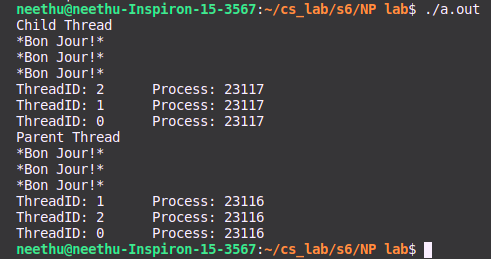 neethu@neethu-Inspiron-15-3567:~/cs_lab/s6/NP lab$ ./a.out
Child Thread
*Bon Jour!*
*Bon Jour!*
*Bon Jour!*
ThreadID: 2 Process: 23117
ThreadID: 1 Process: 23117
ThreadID: 0 Process: 23117
Parent Thread
*Bon Jour!*
*Bon Jour!*
*Bon Jour!*
ThreadID: 1 Process: 23116
ThreadID: 2 Process: 23116
ThreadID: 0 Process: 23116
neethu@neethu-Inspiron-15-3567:~/cs_lab/s6/NP lab$